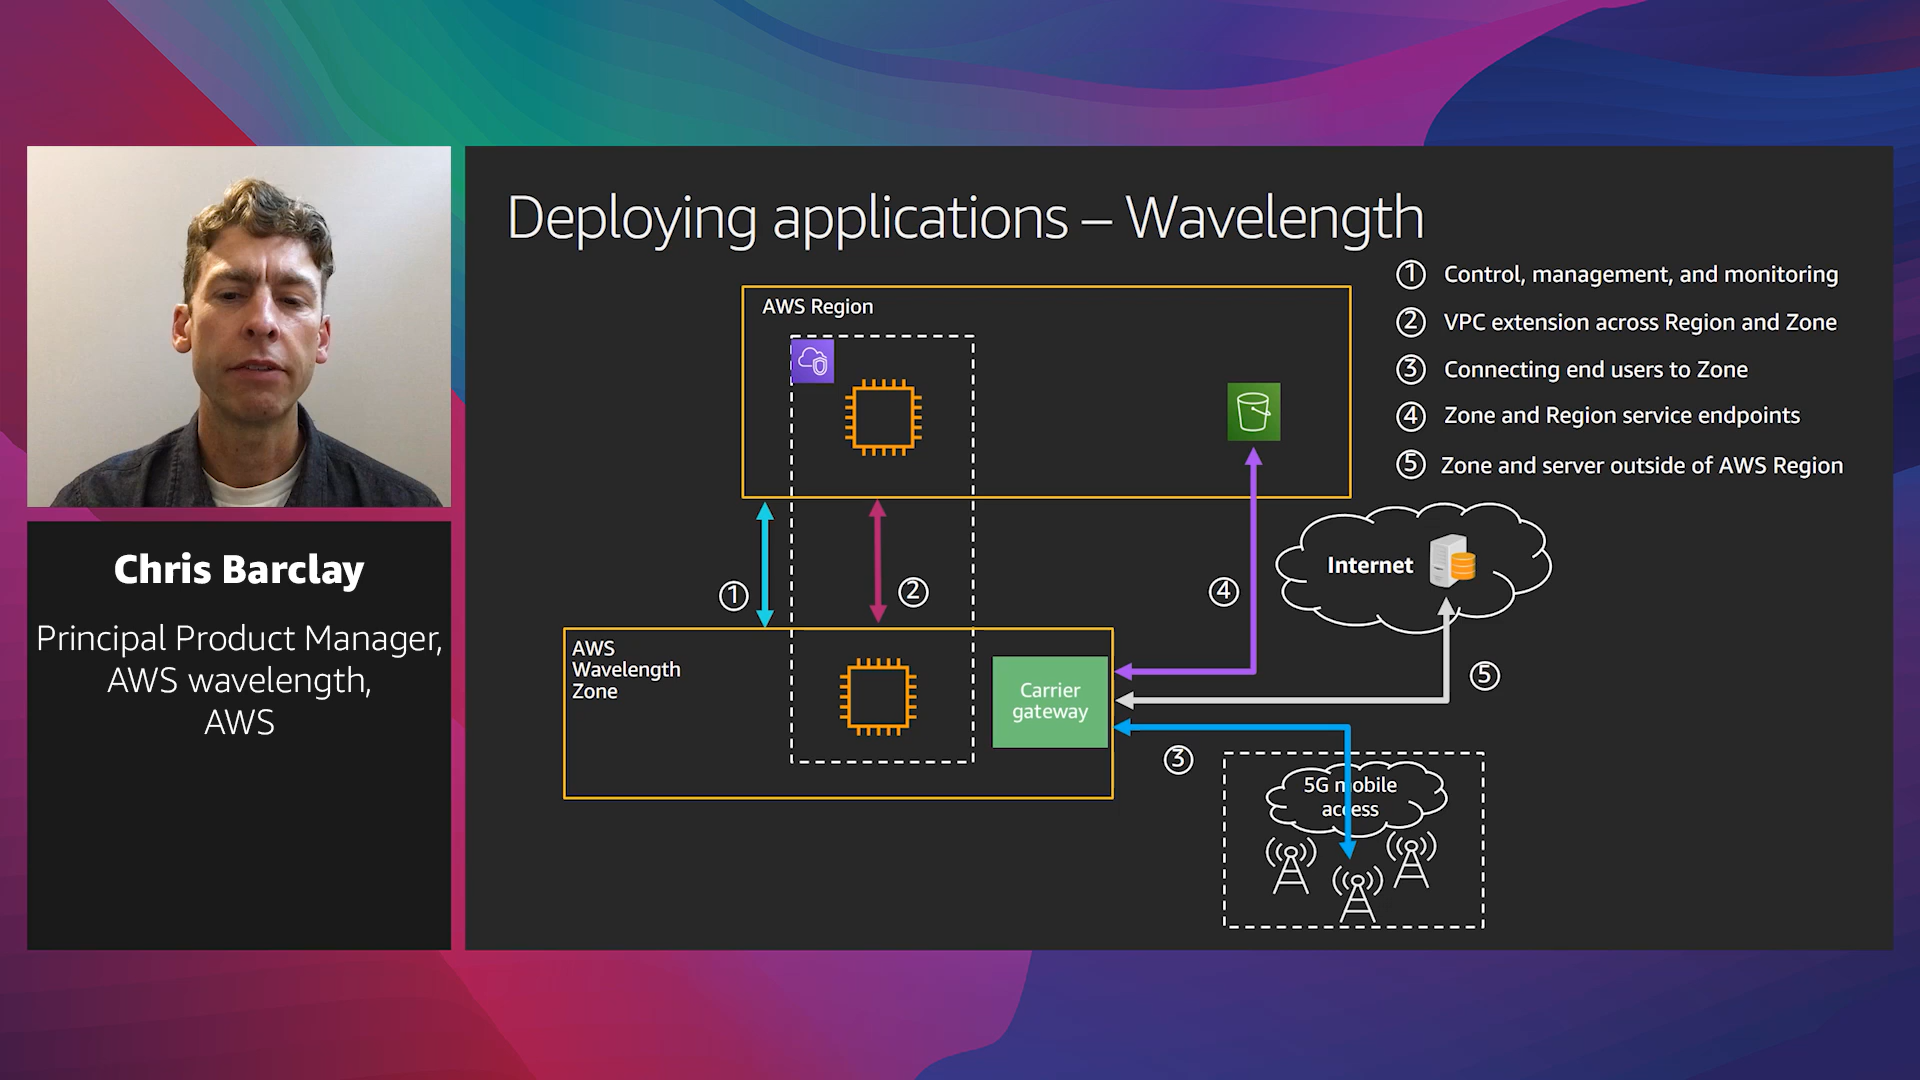 Deploying applications – Wavelength
AWS Region
① Control, management, and monitoring
② VPC extension across Region and Zone
③ Connecting end users to Zone
④ Zone and Region service endpoints
⑤ Zone and server outside of AWS Region
Internet
①
②
④
⑤
③
AWS
Wavelength
Zone
Carrier
gateway
5G mobile
access
Chris Barclay
Principal Product Manager,
AWS wavelength,
AWS